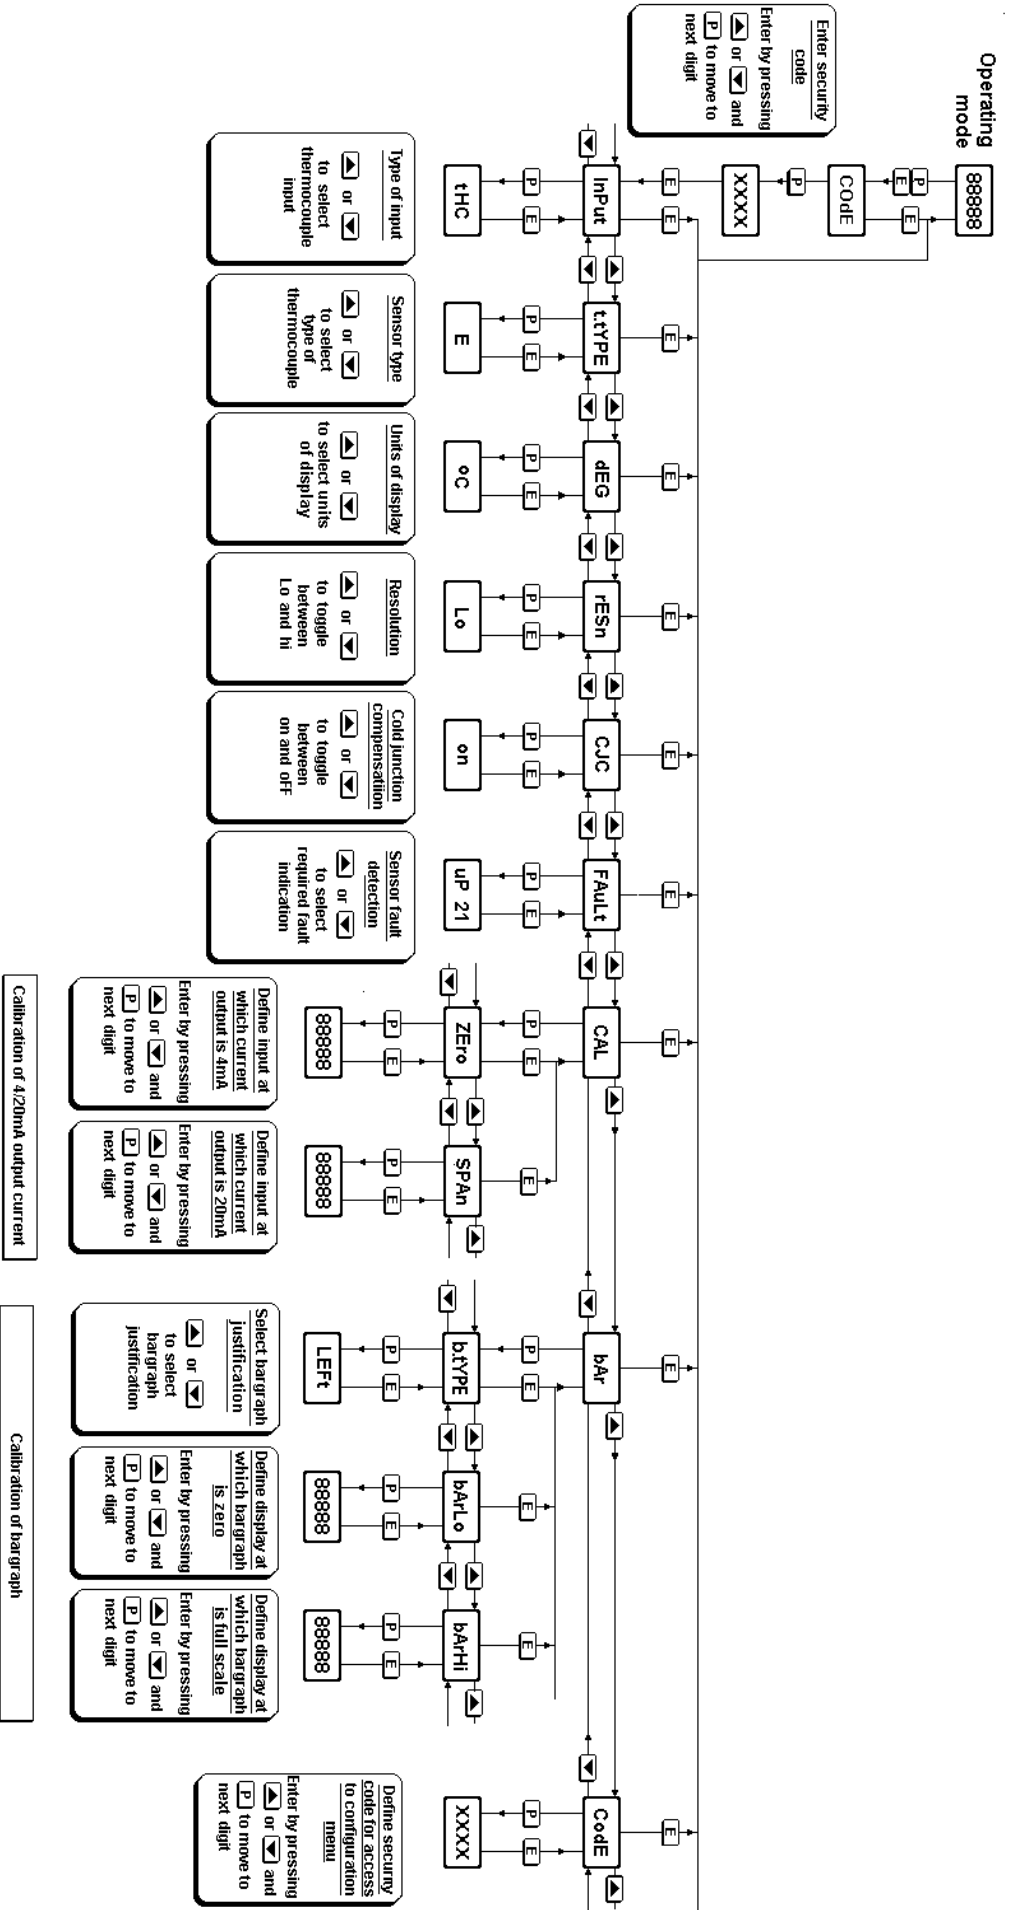 Operating
mode
88888
P
E
E
COdE
P
XXXX
Enter security
code
Enter by pressing
or and
P to move to
next digit
E
E
E
E
E
E
E
E
E
E
InPut
t.tYPE
dEG
rESn
CJC
FAuLt
CAL
bAr
CodE
P
E
P
E
P
E
P
E
P
E
P
E
P
E
P
E
P
E
tHC
E
oC
Lo
on
uP 21
XXXX
Type of input
or
to select
thermocouple
input
Sensor type
or
to select
type of
thermocouple
Units of display
or
to select units
of display
Resolution
or
to toggle
between
Lo and hi
Cold junction
compensatiion
or
to toggle
between
on and oFF
Sensor fault
detection
or
to select
required fault
indication
ZEro
SPAn
E
P
E
P
E
88888
88888
Define input at
which current
output is 4mA
Enter by pressing
or and
P to move to
next digit
Define input at
which current
output is 20mA
Enter by pressing
or and
P to move to
next digit
Calibration of 4/20mA output current
b.tYPE
bArLo
bArHi
E
E
P
E
P
E
P
E
LEFt
88888
88888
Select bargraph
justification
or
to select
bargraph
justification
Define display at
which bargraph
is zero
Enter by pressing
or and
P to move to
next digit
Define display at
which bargraph
is full scale
Enter by pressing
or and
P to move to
next digit
Calibration of bargraph
Define securny
code for access
to configuration
menu
Enter by pressing
or and
P to move to
next digit